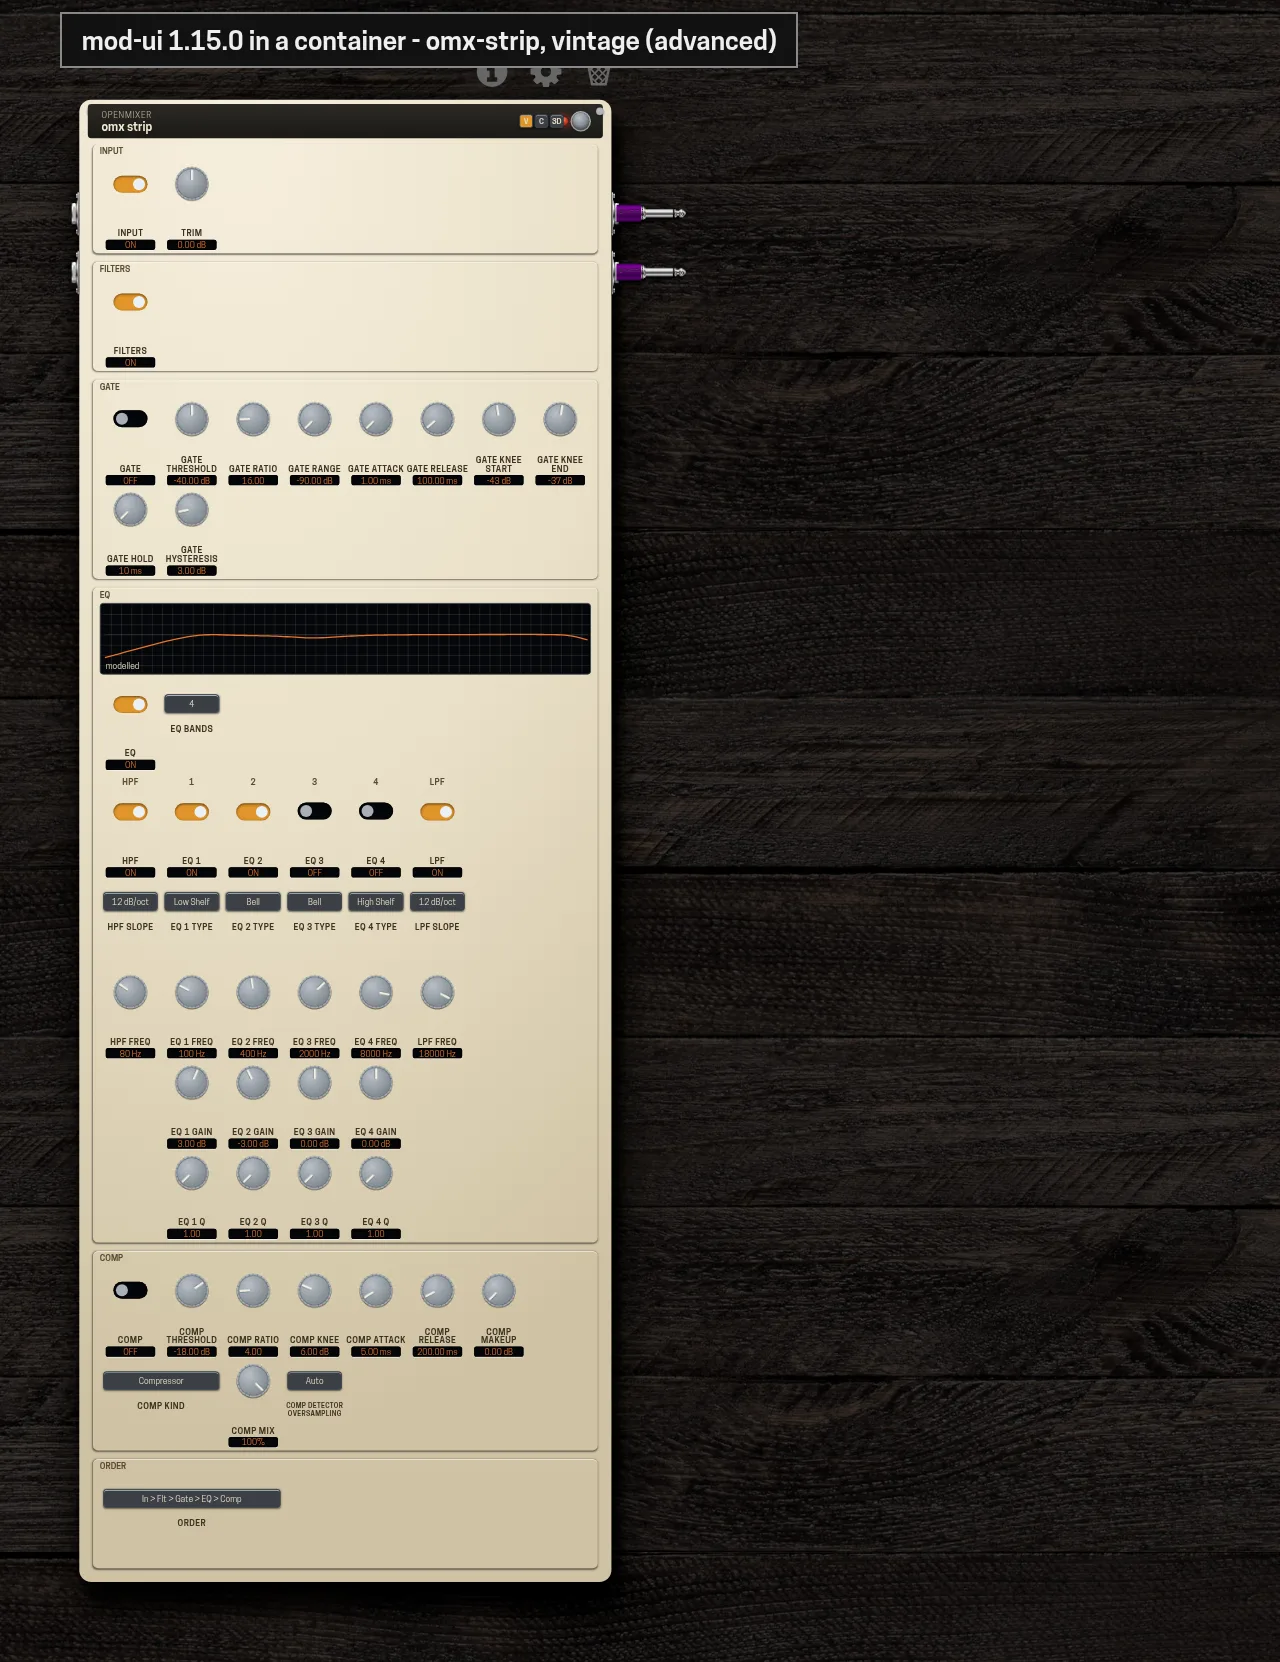 mod-ui 1.15.0 in a container - omx-strip, vintage (advanced)
OPENMIXER
omx strip
V C 3D
INPUT
INPUT TRIM
ON 0.00 dB
FILTERS
FILTERS
ON
GATE
GATE GATE THRESHOLD GATE RATIO GATE RANGE GATE ATTACK GATE RELEASE GATE KNEE START GATE KNEE END
OFF -40.00 dB 16.00 -90.00 dB 1.00 ms 100.00 ms -43 dB -37 dB
GATE HOLD GATE HYSTERESIS
10 ms 3.00 dB
EQ
modelled
4
EQ BANDS
EQ
ON
HPF 1 2 3 4 LPF
HPF EQ 1 EQ 2 EQ 3 EQ 4 LPF
ON ON ON OFF OFF ON
12 dB/oct Low Shelf Bell Bell High Shelf 12 dB/oct
HPF SLOPE EQ 1 TYPE EQ 2 TYPE EQ 3 TYPE EQ 4 TYPE LPF SLOPE
HPF FREQ EQ 1 FREQ EQ 2 FREQ EQ 3 FREQ EQ 4 FREQ LPF FREQ
80 Hz 100 Hz 400 Hz 2000 Hz 8000 Hz 18000 Hz
EQ 1 GAIN EQ 2 GAIN EQ 3 GAIN EQ 4 GAIN
3.00 dB -3.00 dB 0.00 dB 0.00 dB
EQ 1 Q EQ 2 Q EQ 3 Q EQ 4 Q
1.00 1.00 1.00 1.00
COMP
COMP COMP THRESHOLD COMP RATIO COMP KNEE COMP ATTACK COMP RELEASE COMP MAKEUP
OFF -18.00 dB 4.00 6.00 dB 5.00 ms 200.00 ms 0.00 dB
Compressor Auto
COMP KIND COMP DETECTOR OVERSAMPLING
COMP MIX
100%
ORDER
In > Flt > Gate > EQ > Comp
ORDER